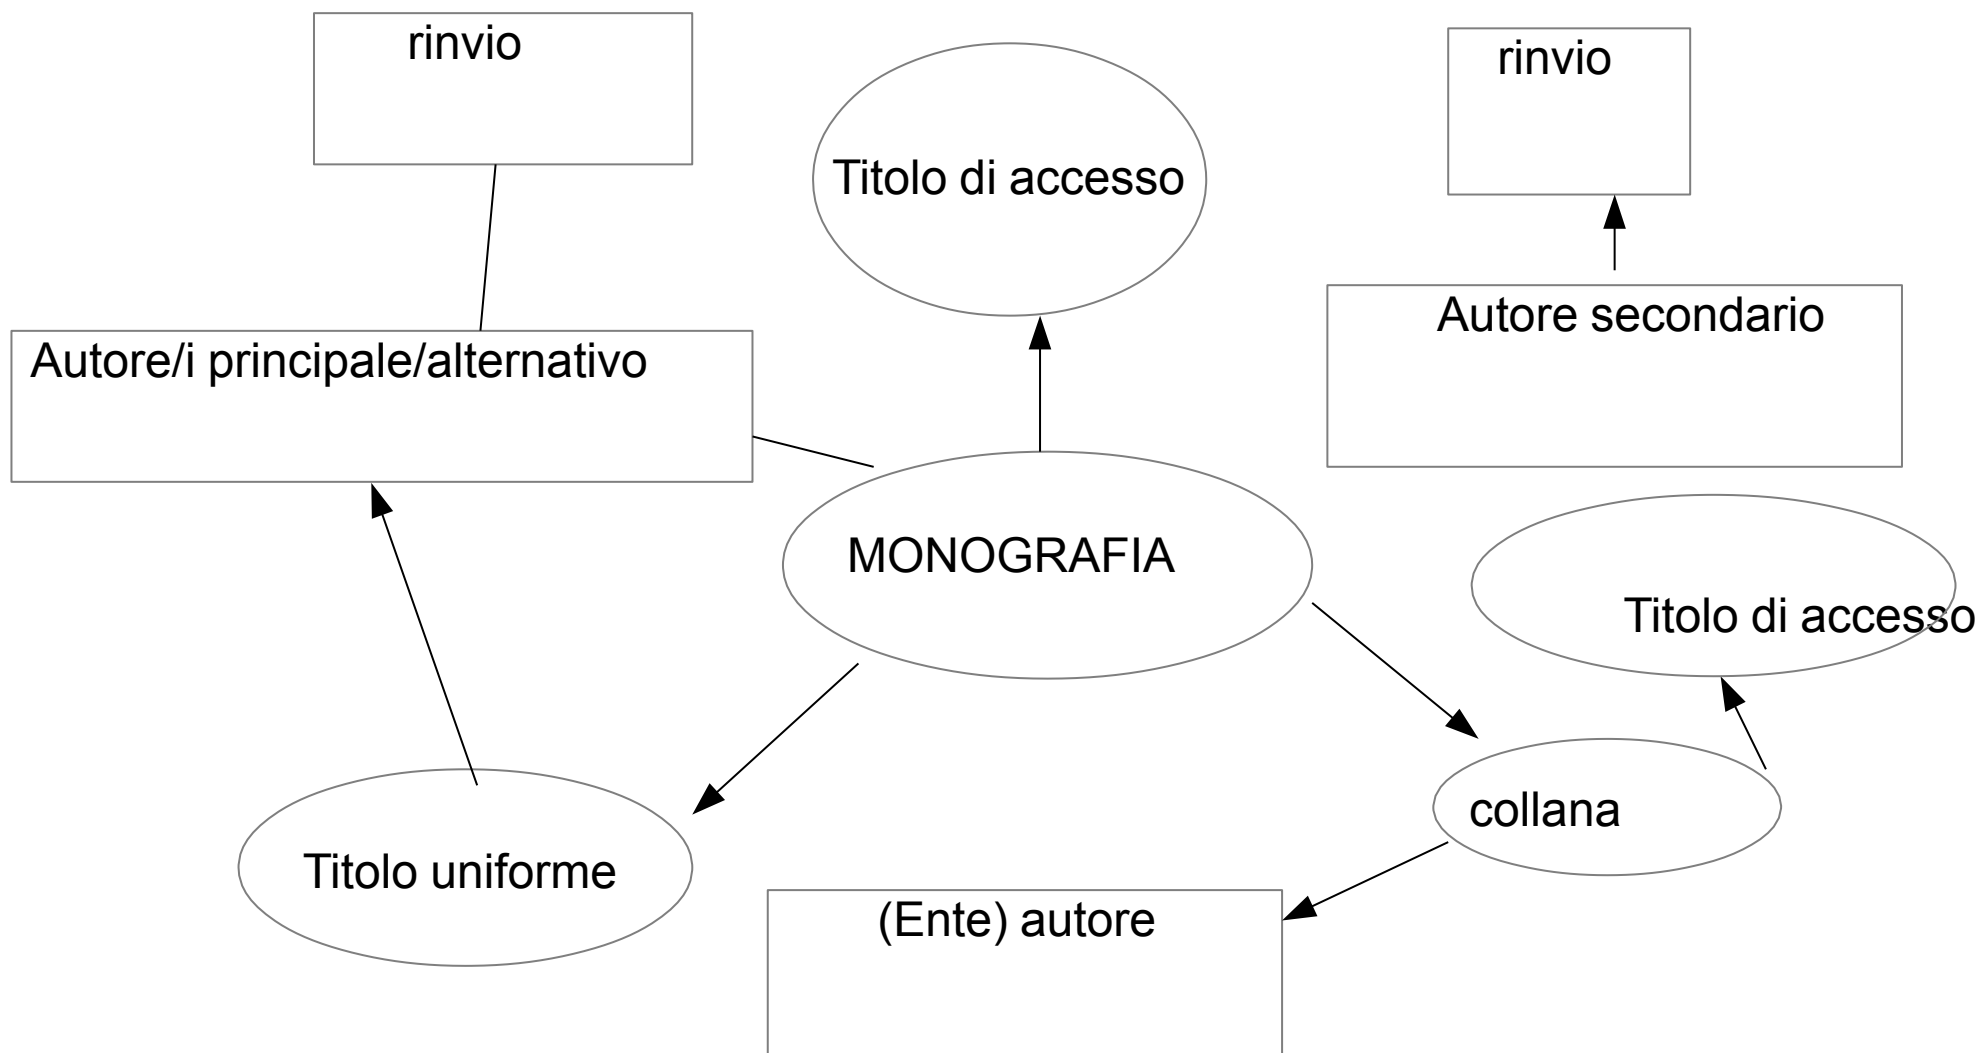 rinvio
rinvio
Titolo di accesso
Autore secondario
Autore/i principale/alternativo
MONOGRAFIA
Titolo di accesso
collana
Titolo uniforme
(Ente) autore